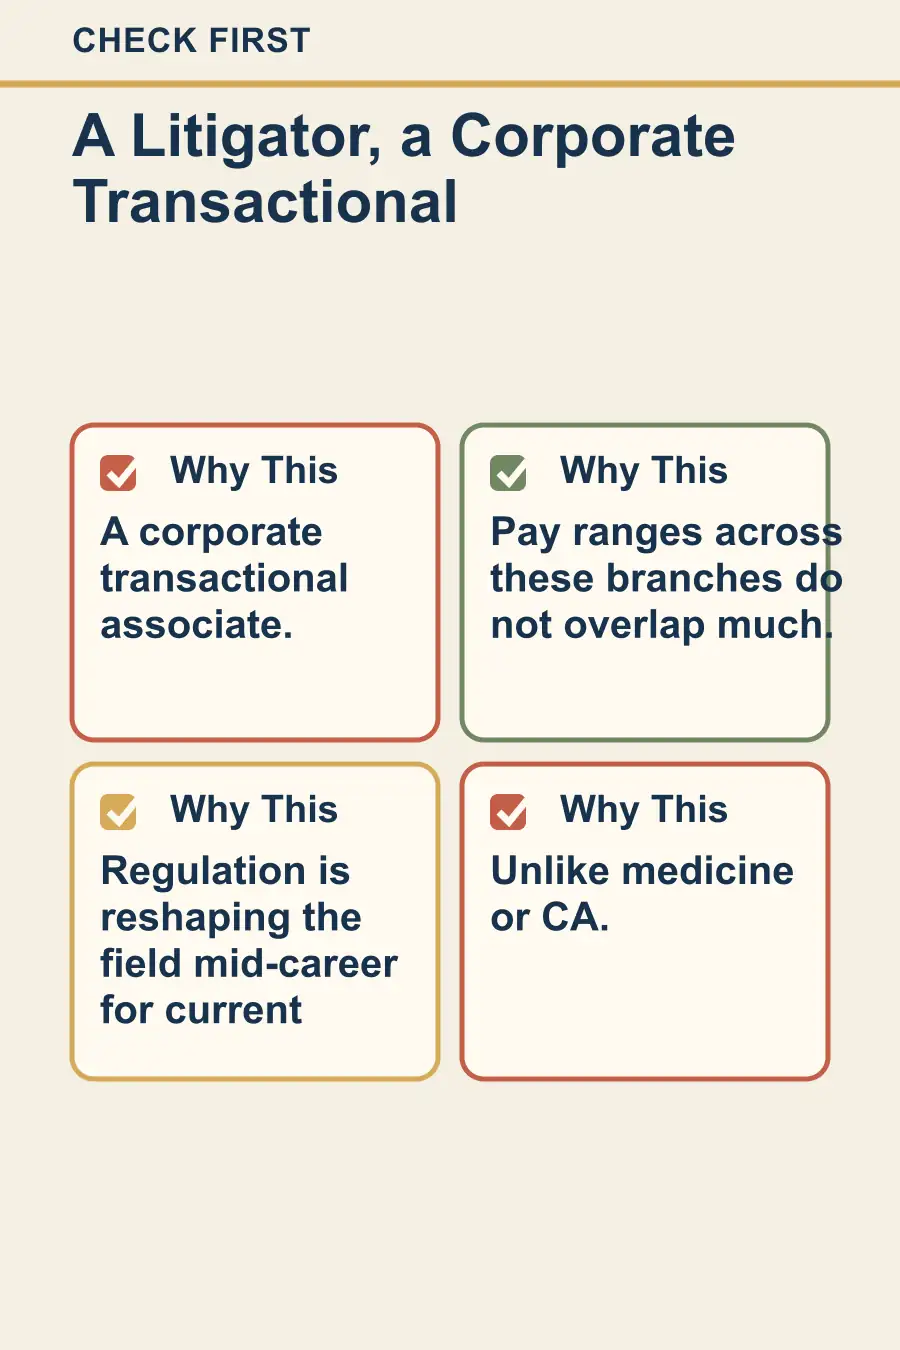 CHECK FIRST
A Litigator, a Corporate
Transactional
Why This
A corporate
transactional
associate.
Why This
Pay ranges across
these branches do
not overlap much.
Why This
Regulation is
reshaping the
field mid-career
for current
Why This
Unlike medicine
or CA.